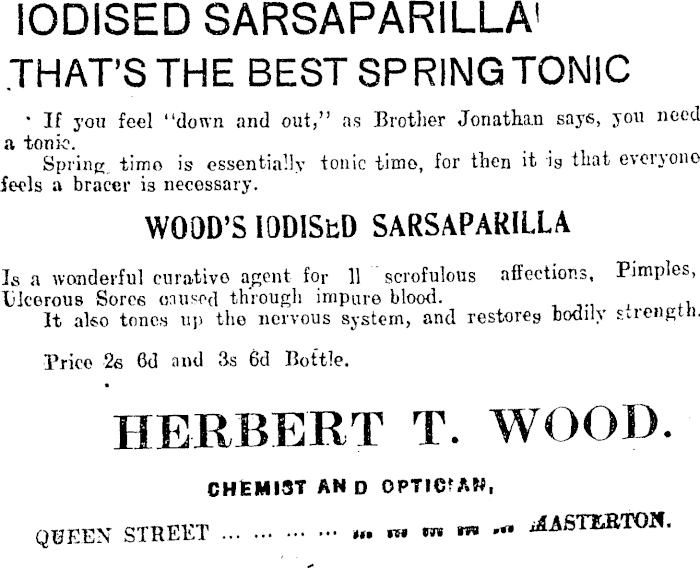 IODISED SARSAPARILLA
THAT'S THE BEST SPRING TONIC
If you feel "down and out," as Brother Jonathan says, you need
a tonic.
Spring time is essentially tonic time, for then it is that everyone
feels a bracer is necessary.
WOOD'S IODISED SARSAPARILLA
Is a wonderful curative agent for ll scrofulous affections, Pimples,
Ulcerous Sores caused through impure blood.
It also tones up the nervous system, and restores bodily strength.
Price 2s 6d and 3s 6d Bottle.
HERBERT T. WOOD.
CHEMIST AND OPTICIAN,
QUEEN STREET ... ... ... ... ... ... ... ... ... MASTERTON.